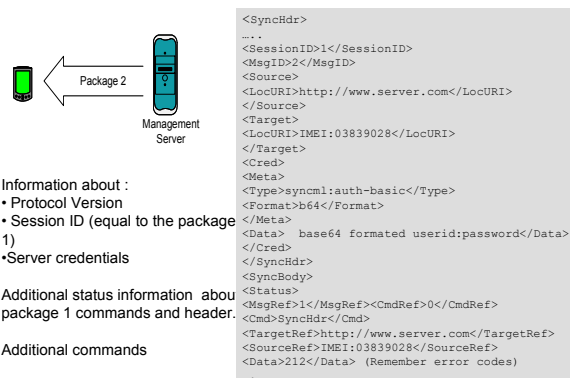 Package 2
Management
Server
Information about :
• Protocol Version
• Session ID (equal to the package
1)
•Server credentials
Additional status information abou
package 1 commands and header.
Additional commands
<SyncHdr>
…..
<SessionID>1</SessionID>
<MsgID>2</MsgID>
<Source>
<LocURI>http://www.server.com</LocURI>
</Source>
<Target>
<LocURI>IMEI:03839028</LocURI>
</Target>
<Cred>
<Meta>
<Type>syncml:auth-basic</Type>
<Format>b64</Format>
</Meta>
<Data> base64 formated userid:password</Data>
</Cred>
</SyncHdr>
<SyncBody>
<Status>
<MsgRef>1</MsgRef><CmdRef>0</CmdRef>
<Cmd>SyncHdr</Cmd>
<TargetRef>http://www.server.com</TargetRef>
<SourceRef>IMEI:03839028</SourceRef>
<Data>212</Data> (Remember error codes)